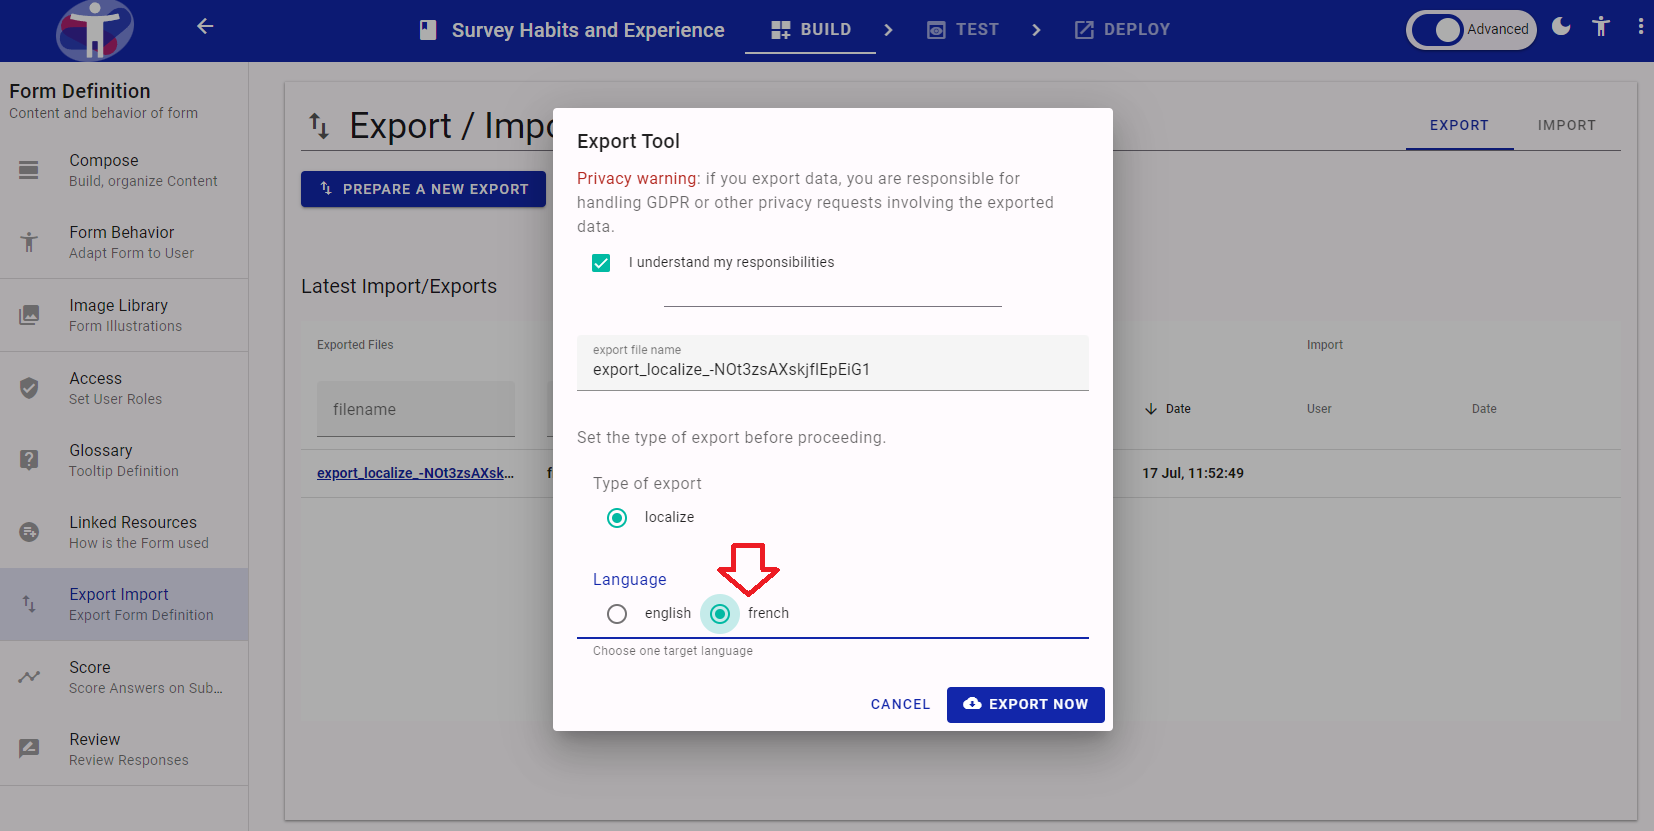 Survey Habits and Experience
BUILD
TEST
DEPLOY
Advanced
Form Definition
Content and behavior of form
Compose
Build, organize Content
Form Behavior
Adapt Form to User
Image Library
Form Illustrations
Access
Set User Roles
Glossary
Tooltip Definition
Linked Resources
How is the Form used
Export Import
Export Form Definition
Score
Score Answers on Sub...
Review
Review Responses
Export / Impo
EXPORT
IMPORT
PREPARE A NEW EXPORT
Latest Import/Exports
Exported Files
Import
filename
Date
User
Date
export_localize_-NOt3zsAXsk...
f
17 Jul, 11:52:49
Export Tool
Privacy warning: if you export data, you are responsible for
handling GDPR or other privacy requests involving the exported
data.
I understand my responsibilities
export file name
export_localize_-NOt3zsAXskjflEpEiG1
Set the type of export before proceeding.
Type of export
localize
Language
english
french
Choose one target language
CANCEL
EXPORT NOW